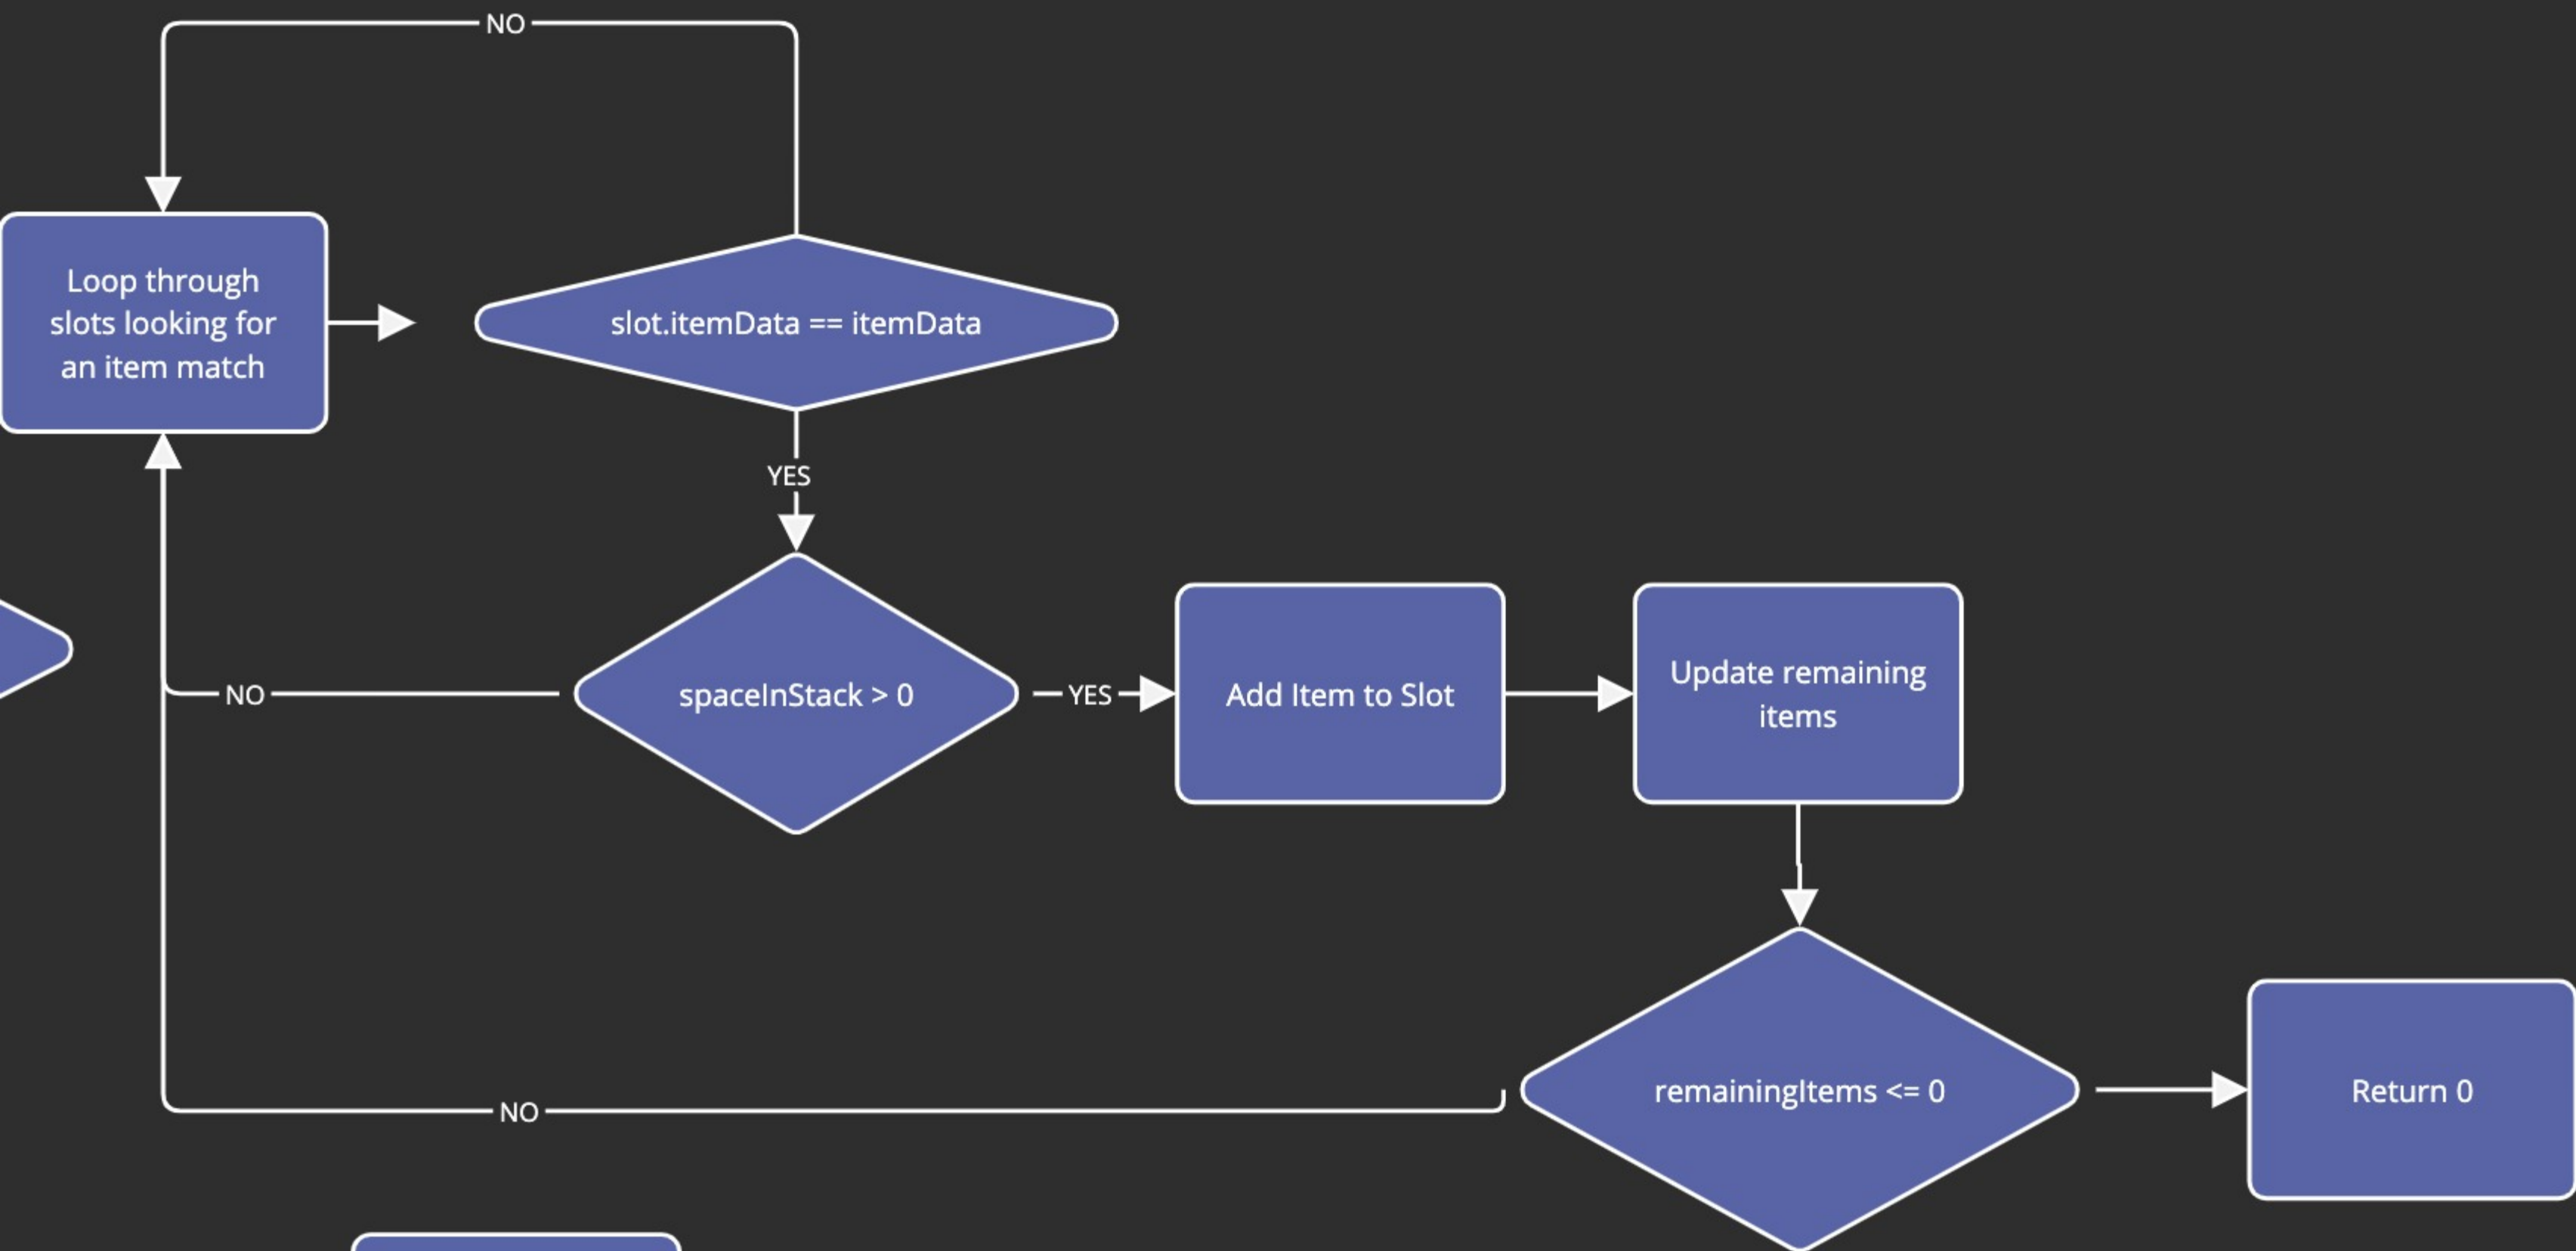 NO
Loop through
slots looking for
an item match
slot.itemData == itemData
YES
NO
spaceInStack > 0
YES
Add Item to Slot
Update remaining
items
NO
remainingItems <= 0
Return 0